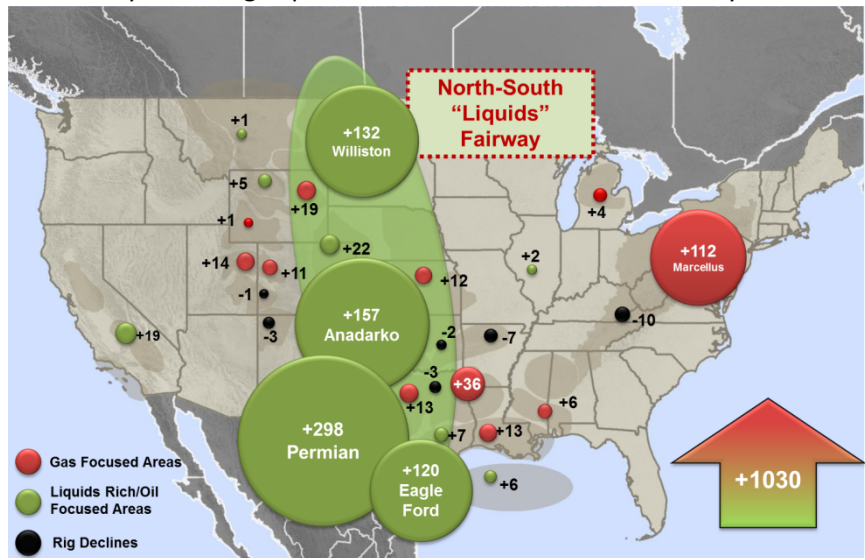 North-South
“Liquids”
Fairway
+1
+132
Williston
+5
+19
+1
+4
+22
+2
+112
Marcellus
+14
+11
+12
-1
+157
Anadarko
-10
-3
-2
-7
+19
-3
+36
+13
+6
+298
Permian
+7
+13
+120
Eagle
Ford
+6
+1030
Gas Focused Areas
Liquids Rich/Oil
Focused Areas
Rig Declines